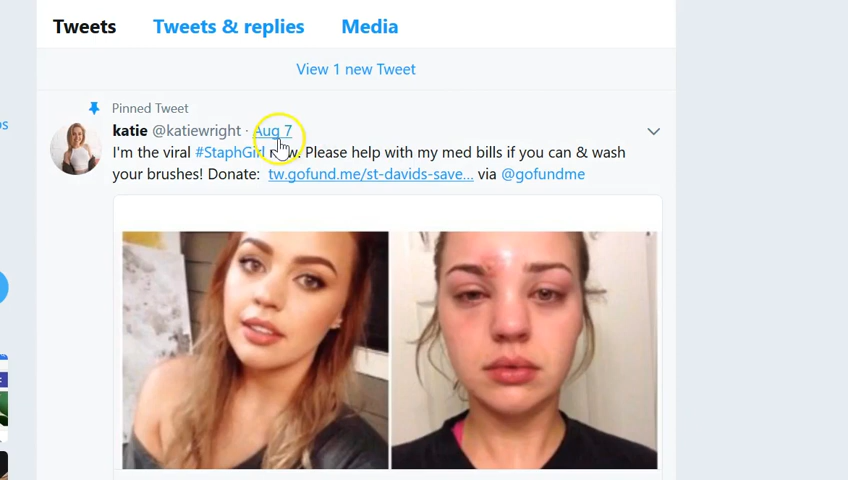 Tweets Tweets & replies Media
View 1 new Tweet
Pinned Tweet
katie @katiewright · Aug 7
I'm the viral #StaphGirl now. Please help with my med bills if you can & wash
your brushes! Donate: tw.gofund.me/st-davids-save... via @gofundme